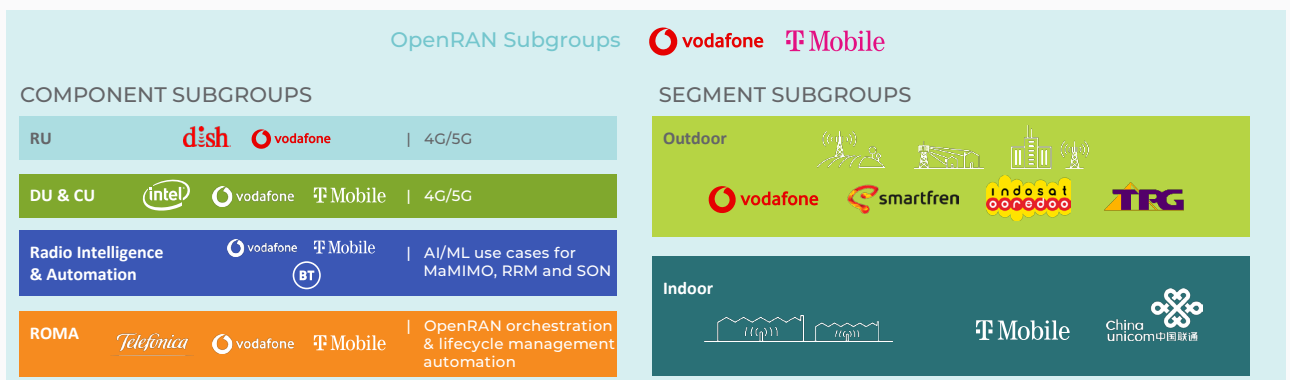 OpenRAN Subgroups vodafone T Mobile
COMPONENT SUBGROUPS
RU dish vodafone | 4G/5G
DU & CU intel vodafone T Mobile | 4G/5G
Radio Intelligence
& Automation
vodafone T Mobile
BT
| AI/ML use cases for
MaMIMO, RRM and SON
ROMA Telefónica vodafone T Mobile
| OpenRAN orchestration
& lifecycle management
automation
SEGMENT SUBGROUPS
Outdoor
vodafone smartfren indosat
ooredoo
TPG
Indoor
T Mobile
China
unicom中国联通